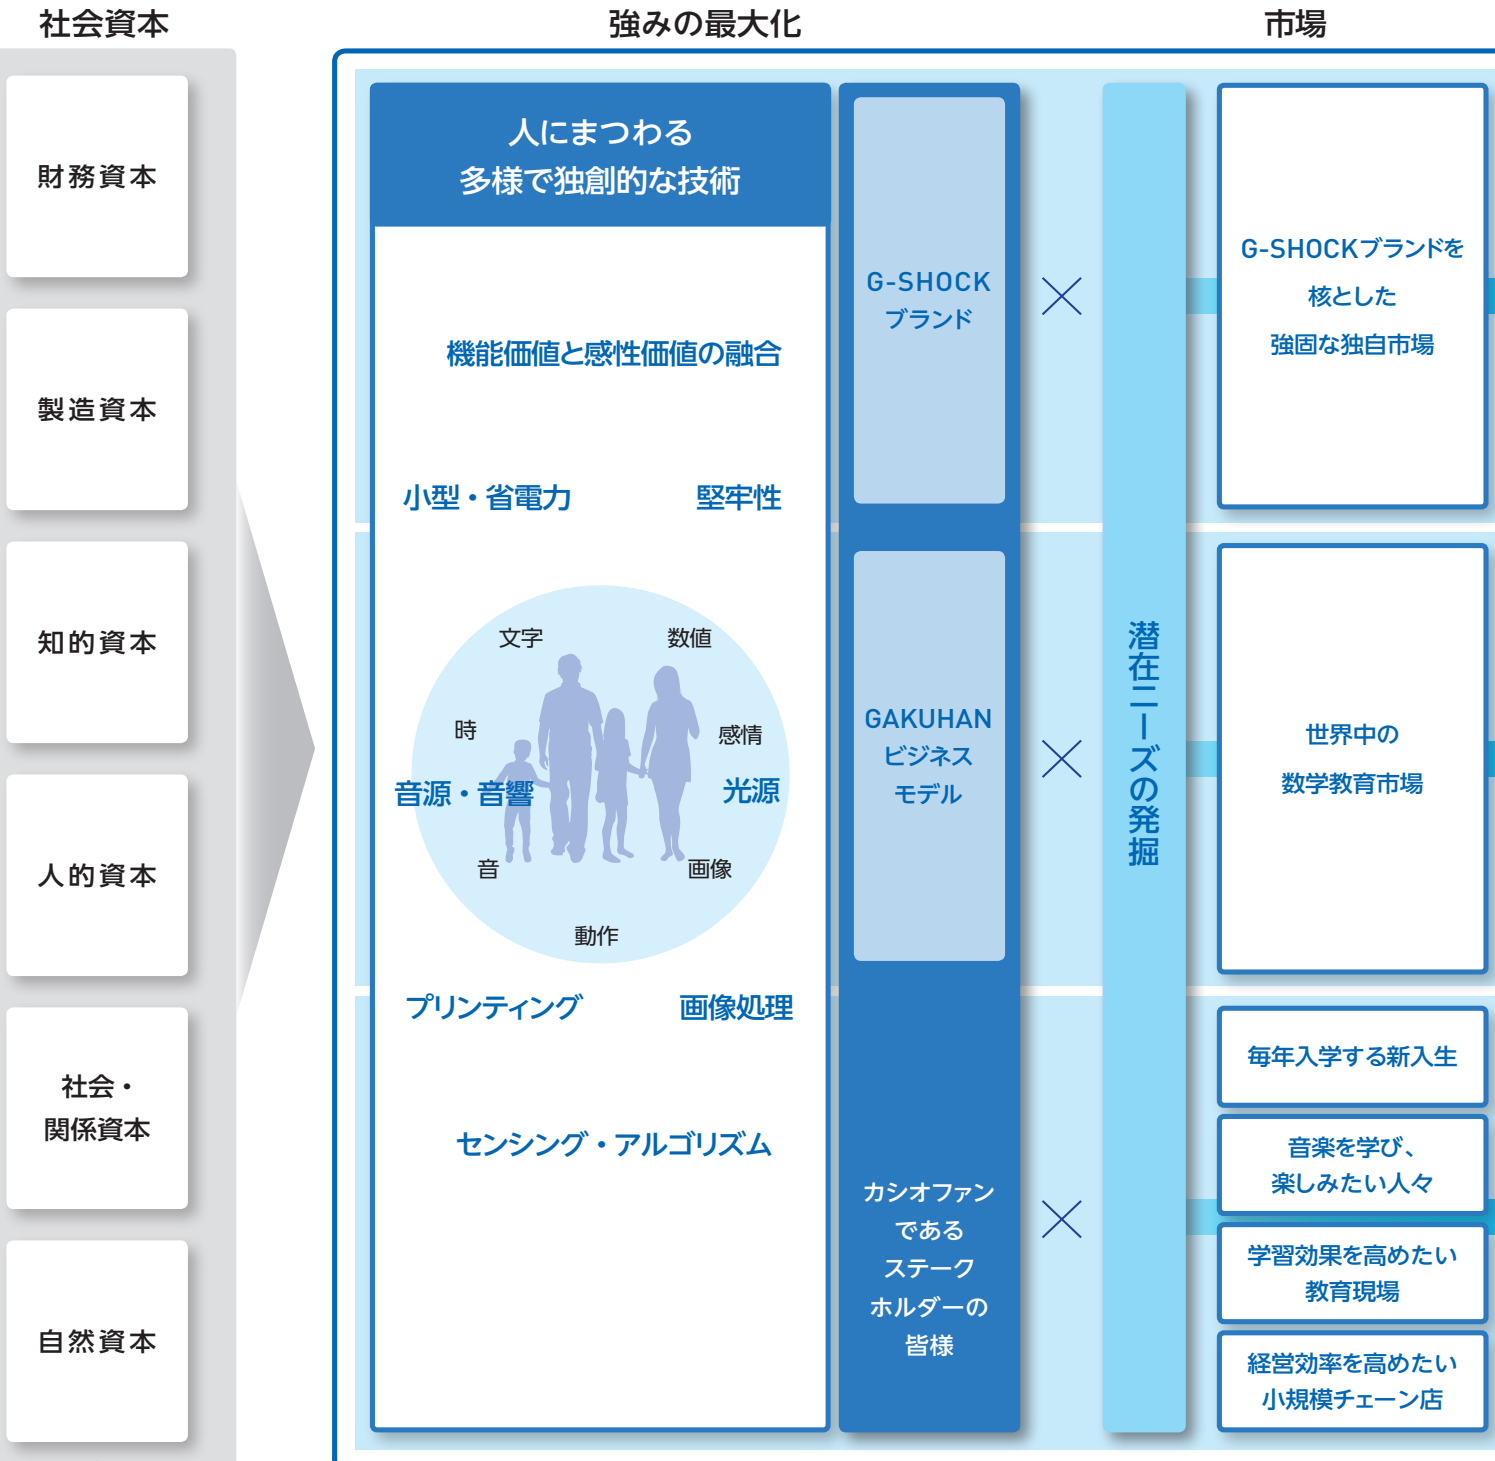 社会資本
強みの最大化
市場
財務資本
製造資本
知的資本
人的資本
社会・
関係資本
自然資本
人にまつわる
多様で独創的な技術
機能価値と感性価値の融合
小型・省電力
堅牢性
文字
数値
時
感情
音源・音響
光源
音
画像
動作
プリンティング
画像処理
センシング・アルゴリズム
G-SHOCK
ブランド
GAKUHAN
ビジネス
モデル
カシオファン
である
ステーク
ホルダーの
皆様
潜在ニーズの発掘
G-SHOCKブランドを
核とした
強固な独自市場
世界中の
数学教育市場
毎年入学する新入生
音楽を学び、
楽しみたい人々
学習効果を高めたい
教育現場
経営効率を高めたい
小規模チェーン店